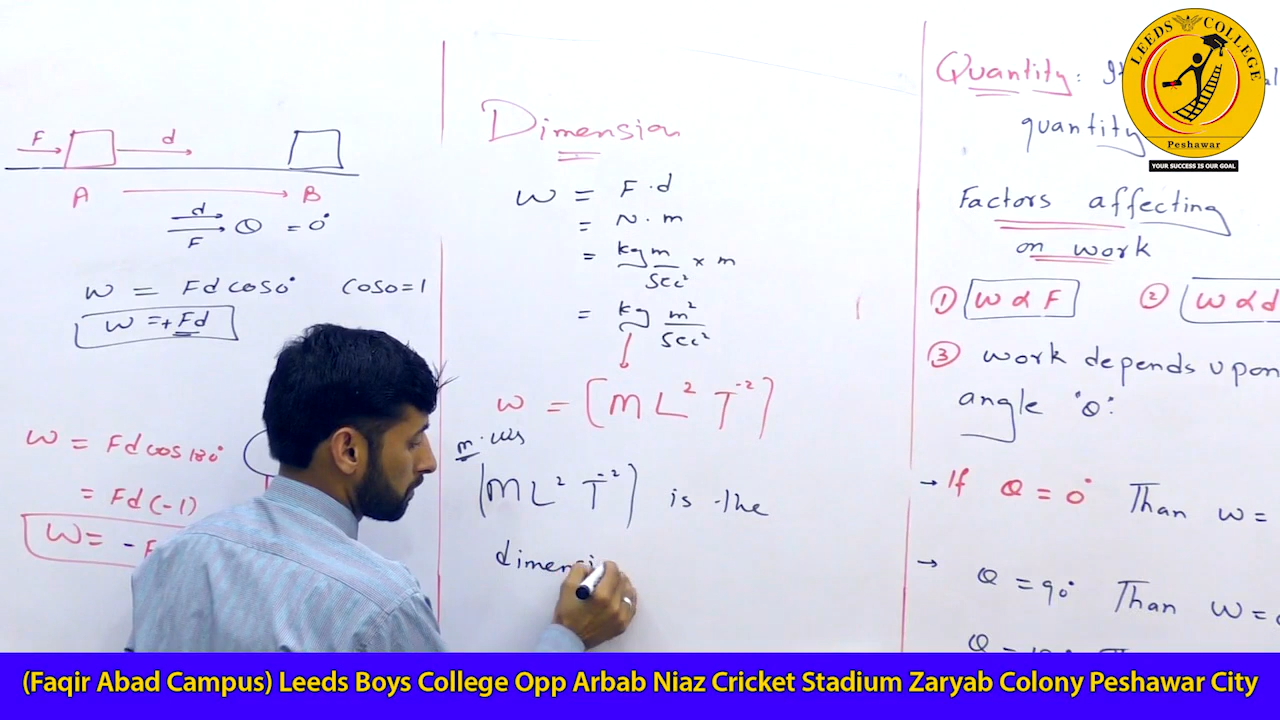 F
d
A B
d
F θ = 0°
W = Fd cos0° Cos0=1
W =+Fd
W = Fd cos 180°
= Fd (-1)
W = - F
Dimension
W = F . d
= N . m
= kg m/sec² × m
= kg m²/sec²
W = [M L² T⁻²]
m.
[M L² T⁻²] is the
dimensi
Quantity :
quantity
Factors affecting
on work
① W α F ② W α d
③ work depends upon
angle 'θ':
→ If θ = 0° Than W =
→ θ = 90° Than W =
θ =
LEEDS COLLEGE
Peshawar
YOUR SUCCESS IS OUR GOAL
(Faqir Abad Campus) Leeds Boys College Opp Arbab Niaz Cricket Stadium Zaryab Colony Peshawar City